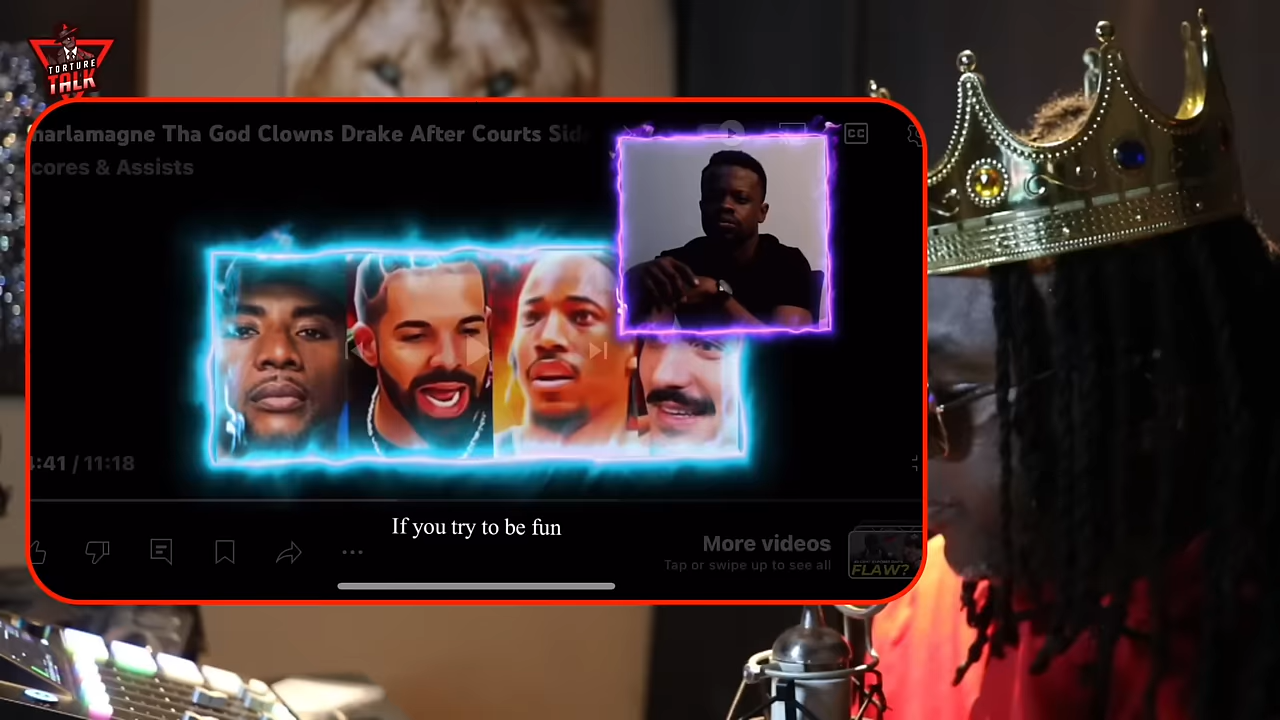 TORTURE
TALK
harlamagne Tha God Clowns Drake After Courts Sid
cores & Assists
CC
:41 / 11:18
If you try to be fun
More videos
Tap or swipe up to see all
FLAW?